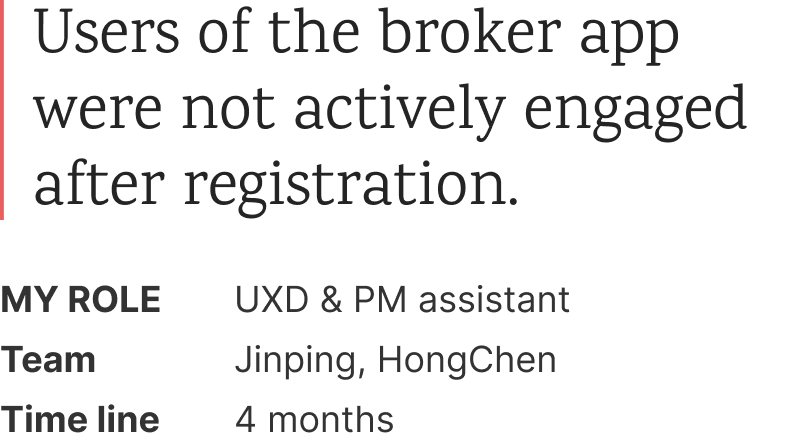 Users of the broker app
were not actively engaged
after registration.
MY ROLE UXD & PM assistant
Team Jinping, HongChen
Time line 4 months